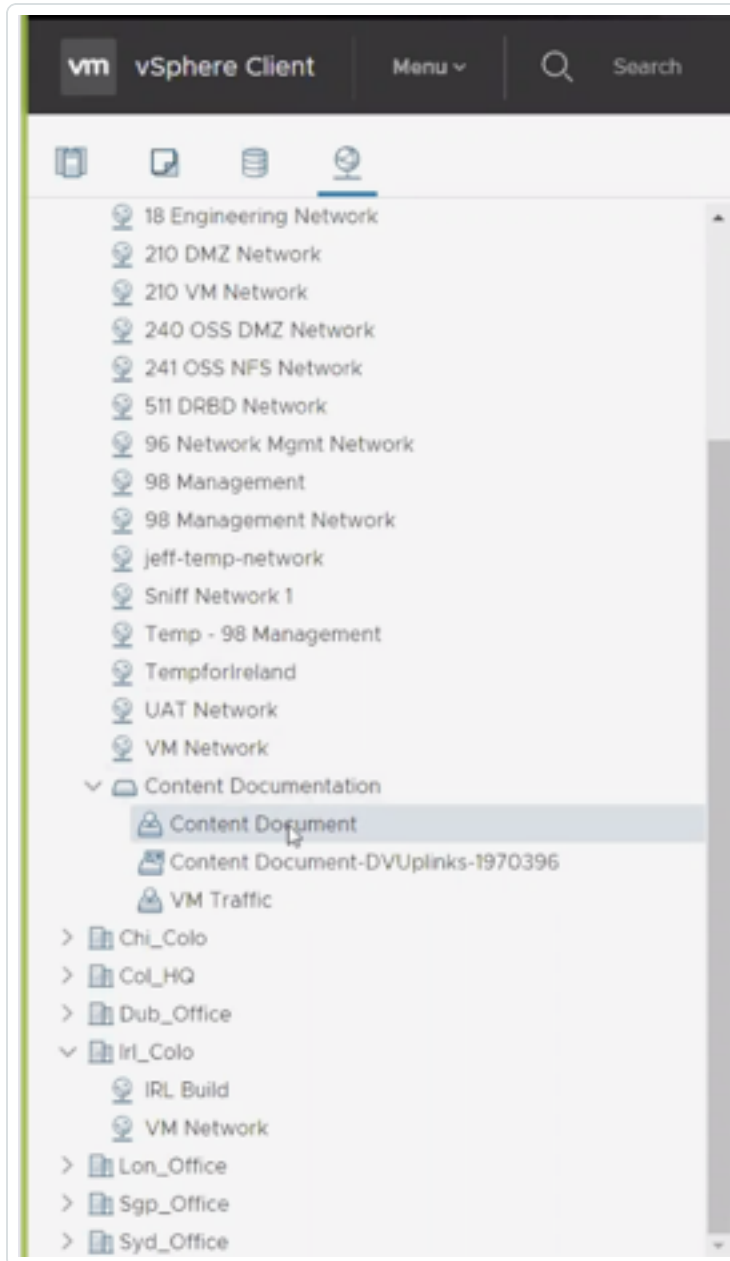 vm vSphere Client Menu Search
18 Engineering Network
210 DMZ Network
210 VM Network
240 OSS DMZ Network
241 OSS NFS Network
511 DRBD Network
96 Network Mgmt Network
98 Management
98 Management Network
jeff-temp-network
Sniff Network 1
Temp - 98 Management
TempforIreland
UAT Network
VM Network
Content Documentation
Content Document
Content Document-DVUplinks-1970396
VM Traffic
Chi_Colo
Col_HQ
Dub_Office
Irl_Colo
IRL Build
VM Network
Lon_Office
Sgp_Office
Syd_Office